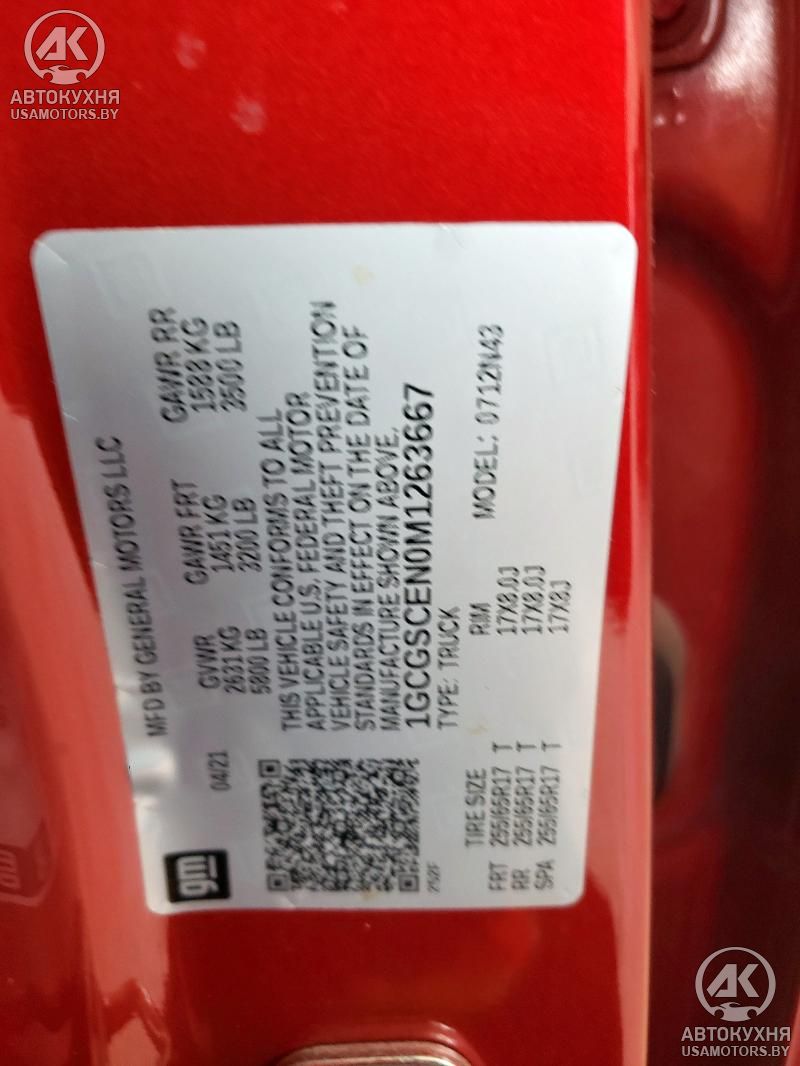 AK
АВТОКУХНЯ
USAMOTORS.BY
gm
04/21
MFD BY GENERAL MOTORS LLC
GVWR GAWR FRT GAWR RR
2631 KG 1451 KG 1588 KG
5800 LB 3200 LB 3500 LB
THIS VEHICLE CONFORMS TO ALL
APPLICABLE U.S. FEDERAL MOTOR
VEHICLE SAFETY AND THEFT PREVENTION
STANDARDS IN EFFECT ON THE DATE OF
MANUFACTURE SHOWN ABOVE.
1GCGSCEN0M1263667
TYPE: TRUCK MODEL: 0712N43
252F
TIRE SIZE RIM
FRT 255/65R17 T 17X8.0J
RR 255/65R17 T 17X8.0J
SPA 255/65R17 T 17X8J
AK
АВТОКУХНЯ
USAMOTORS.BY